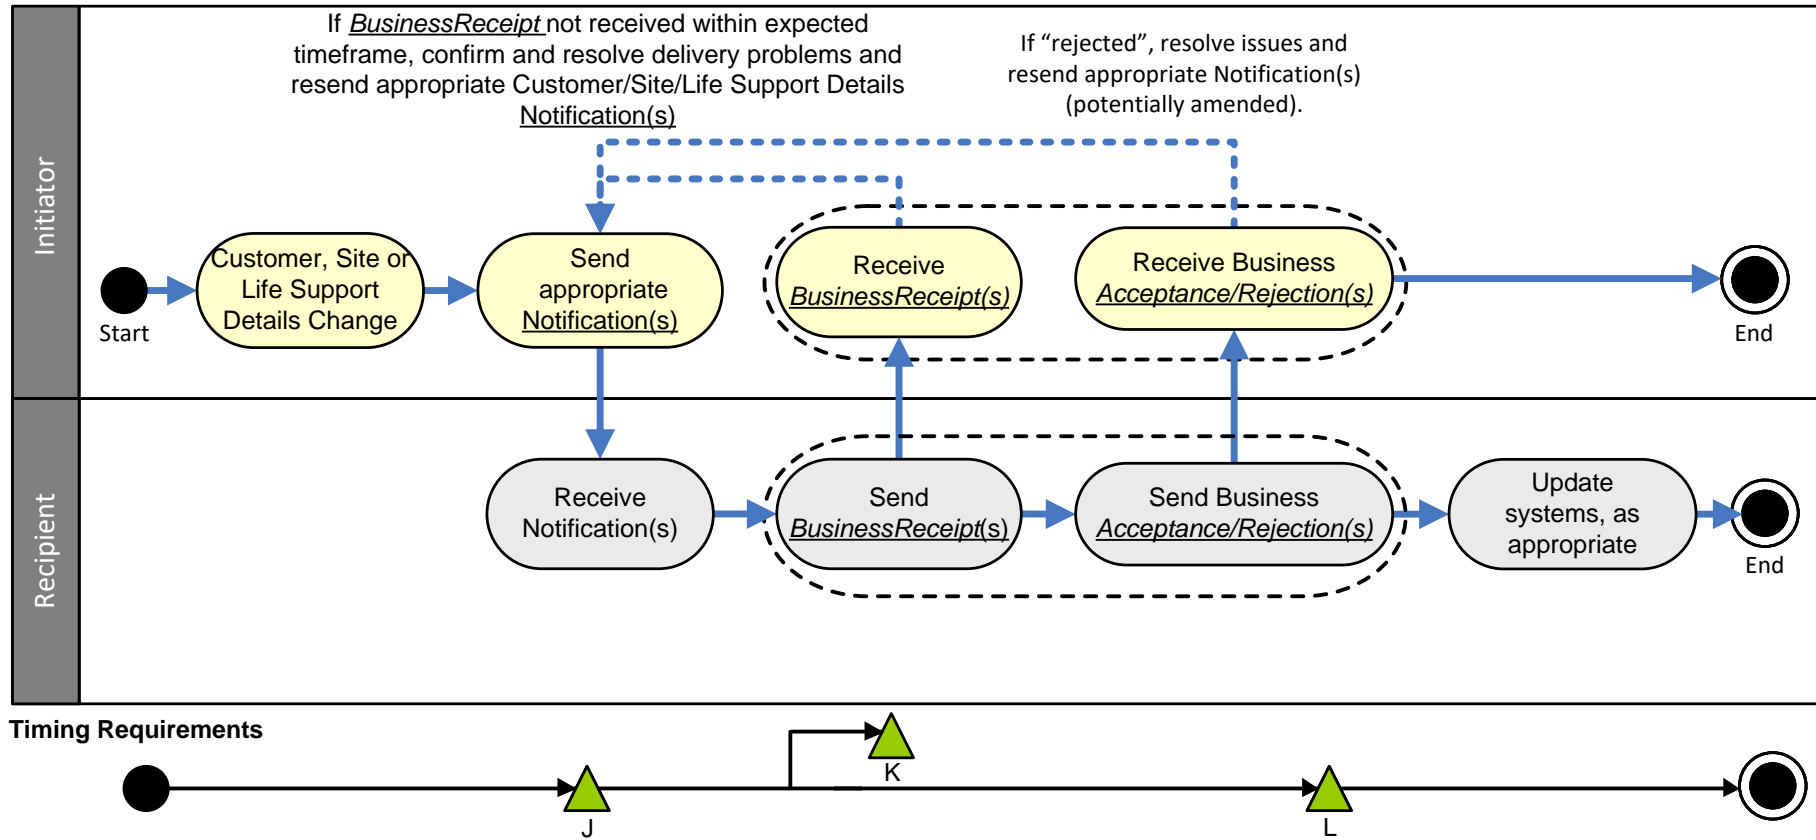 If BusinessReceipt not received within expected
timeframe, confirm and resolve delivery problems and
resend appropriate Customer/Site/Life Support Details
Notification(s)
If “rejected”, resolve issues and
resend appropriate Notification(s)
(potentially amended).
Initiator
Start
Customer, Site or
Life Support
Details Change
Send
appropriate
Notification(s)
Receive
BusinessReceipt(s)
Receive Business
Acceptance/Rejection(s)
End
Recipient
Receive
Notification(s)
Send
BusinessReceipt(s)
Send Business
Acceptance/Rejection(s)
Update
systems, as
appropriate
End
Timing Requirements
J
K
L